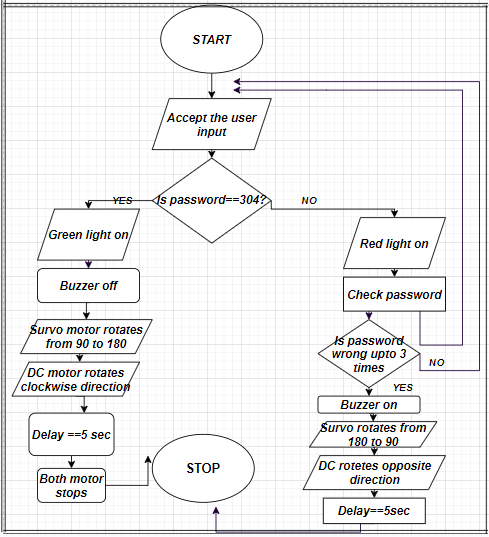 START
Accept the user
input
Is password==304?
YES
NO
Green light on
Buzzer off
Survo motor rotates
from 90 to 180
DC motor rotates
clockwise direction
Delay ==5 sec
Both motor
stops
STOP
Red light on
Check password
Is password
wrong upto 3
times
NO
YES
Buzzer on
Survo rotates from
180 to 90
DC rotetes opposite
direction
Delay==5sec